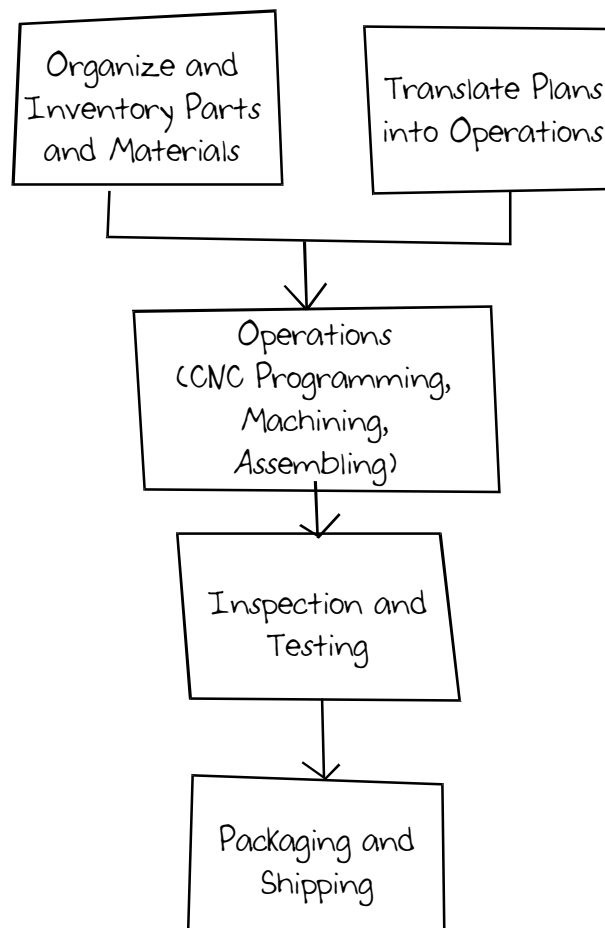 Organize and
Inventory Parts
and Materials
Translate Plans
into Operations
Operations
(CNC Programming,
Machining,
Assembling)
Inspection and
Testing
Packaging and
Shipping